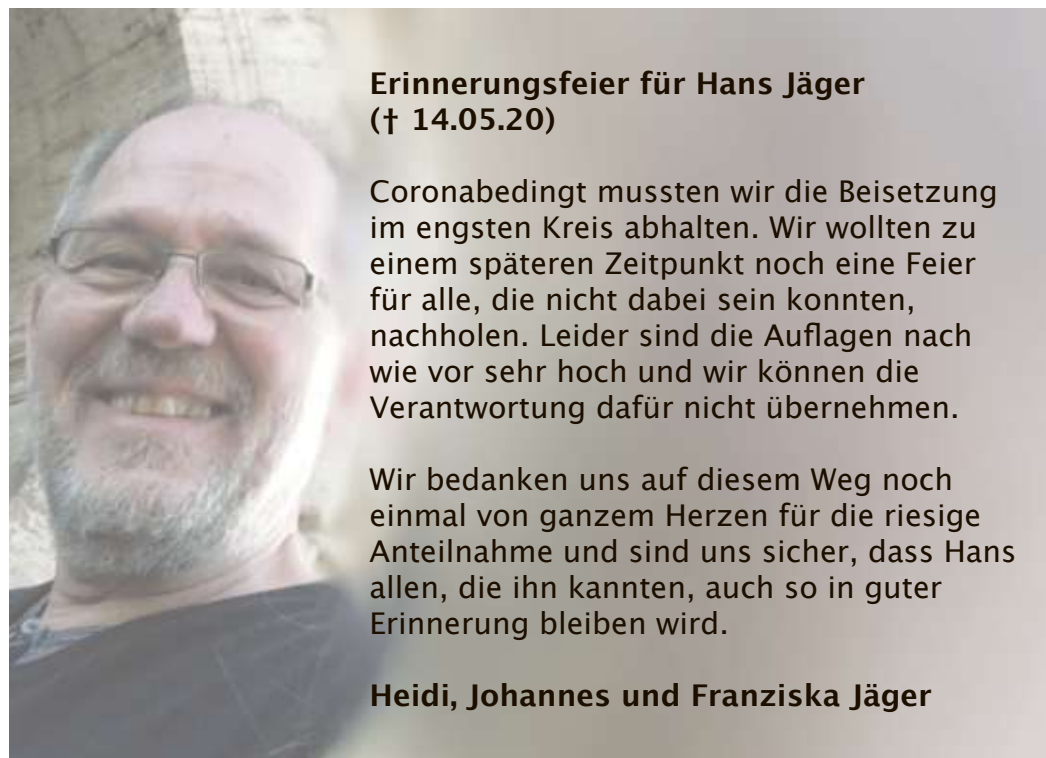 Erinnerungsfeier für Hans Jäger
(† 14.05.20)
Coronabedingt mussten wir die Beisetzung
im engsten Kreis abhalten. Wir wollten zu
einem späteren Zeitpunkt noch eine Feier
für alle, die nicht dabei sein konnten,
nachholen. Leider sind die Auflagen nach
wie vor sehr hoch und wir können die
Verantwortung dafür nicht übernehmen.
Wir bedanken uns auf diesem Weg noch
einmal von ganzem Herzen für die riesige
Anteilnahme und sind uns sicher, dass Hans
allen, die ihn kannten, auch so in guter
Erinnerung bleiben wird.
Heidi, Johannes und Franziska Jäger